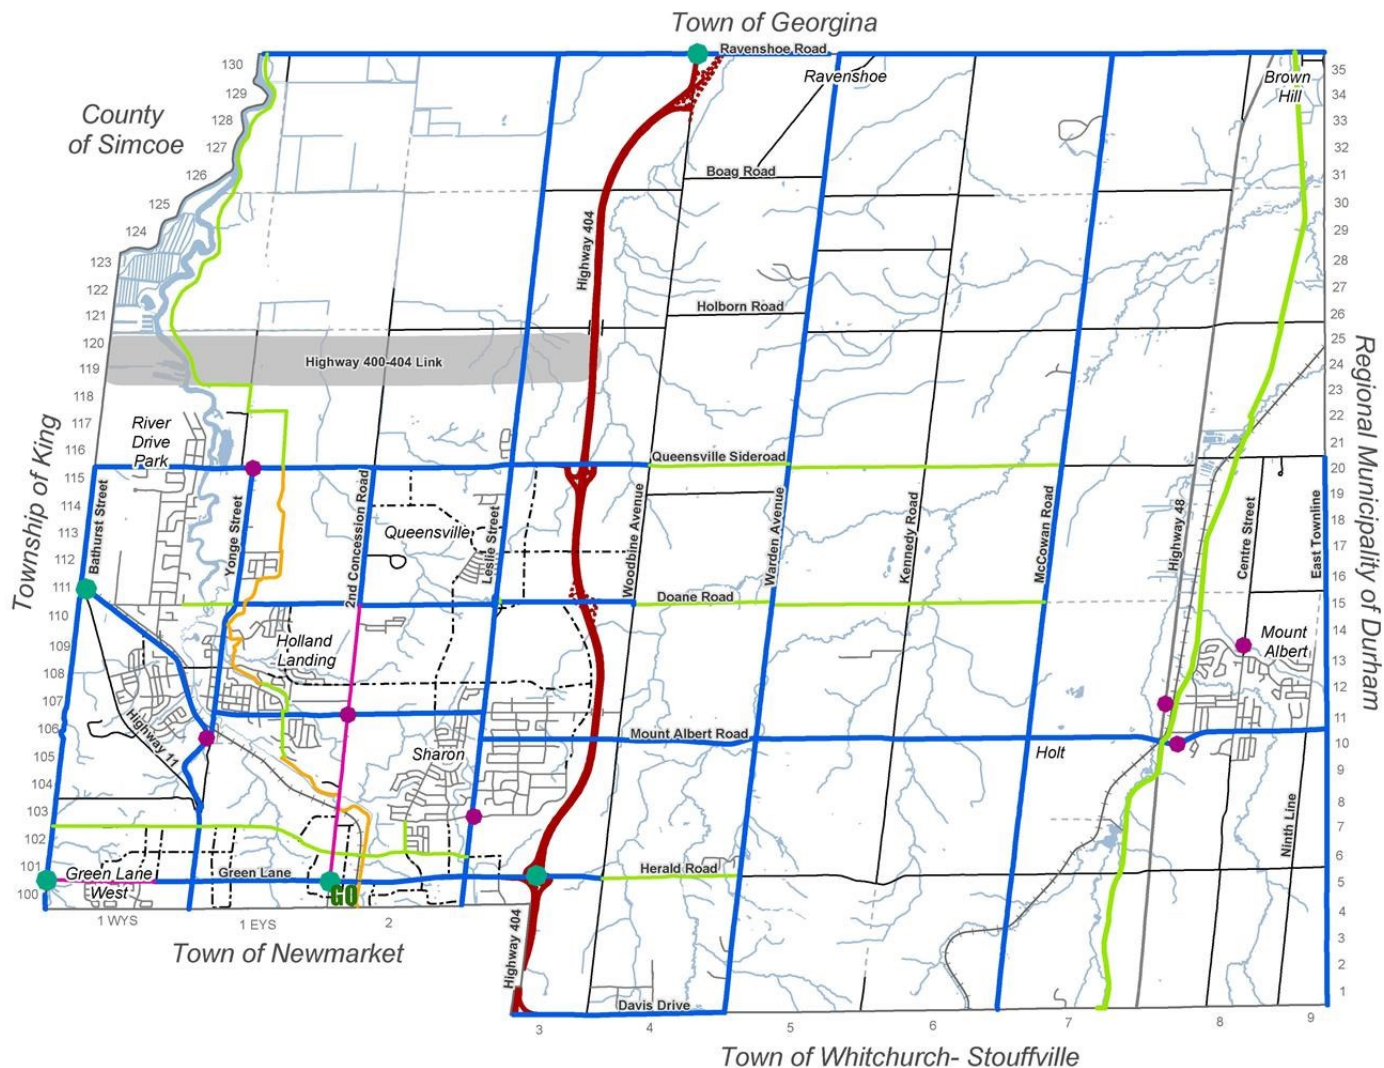 Town of Georgina
Ravenshoe Road
Ravenshoe
Brown
Hill
County
of Simcoe
130
129
128
127
126
125
124
123
122
121
120
119
118
117
116
115
114
113
112
111
110
109
108
107
106
105
104
103
102
101
100
35
34
33
32
31
30
29
28
27
26
25
24
23
22
21
20
19
18
17
16
15
14
13
12
11
10
9
8
7
6
5
4
3
2
1
Boag Road
Highway 404
Holborn Road
Highway 400-404 Link
Township of King
Regional Municipality of Durham
River
Drive
Park
Queensville Sideroad
Bathurst Street
Yonge Street
2nd Concession Road
Queensville
Leslie Street
Woodbine Avenue
Warden Avenue
Kennedy Road
McCowan Road
Highway 48
Centre Street
East Townline
Doane Road
Holland
Landing
Mount
Albert
Highway 11
Sharon
Mount Albert Road
Holt
Ninth Line
Green Lane
West
Green Lane
GO
Herald Road
Highway 404
Davis Drive
1 WYS
1 EYS
2
3
4
5
6
7
8
9
Town of Newmarket
Town of Whitchurch- Stouffville